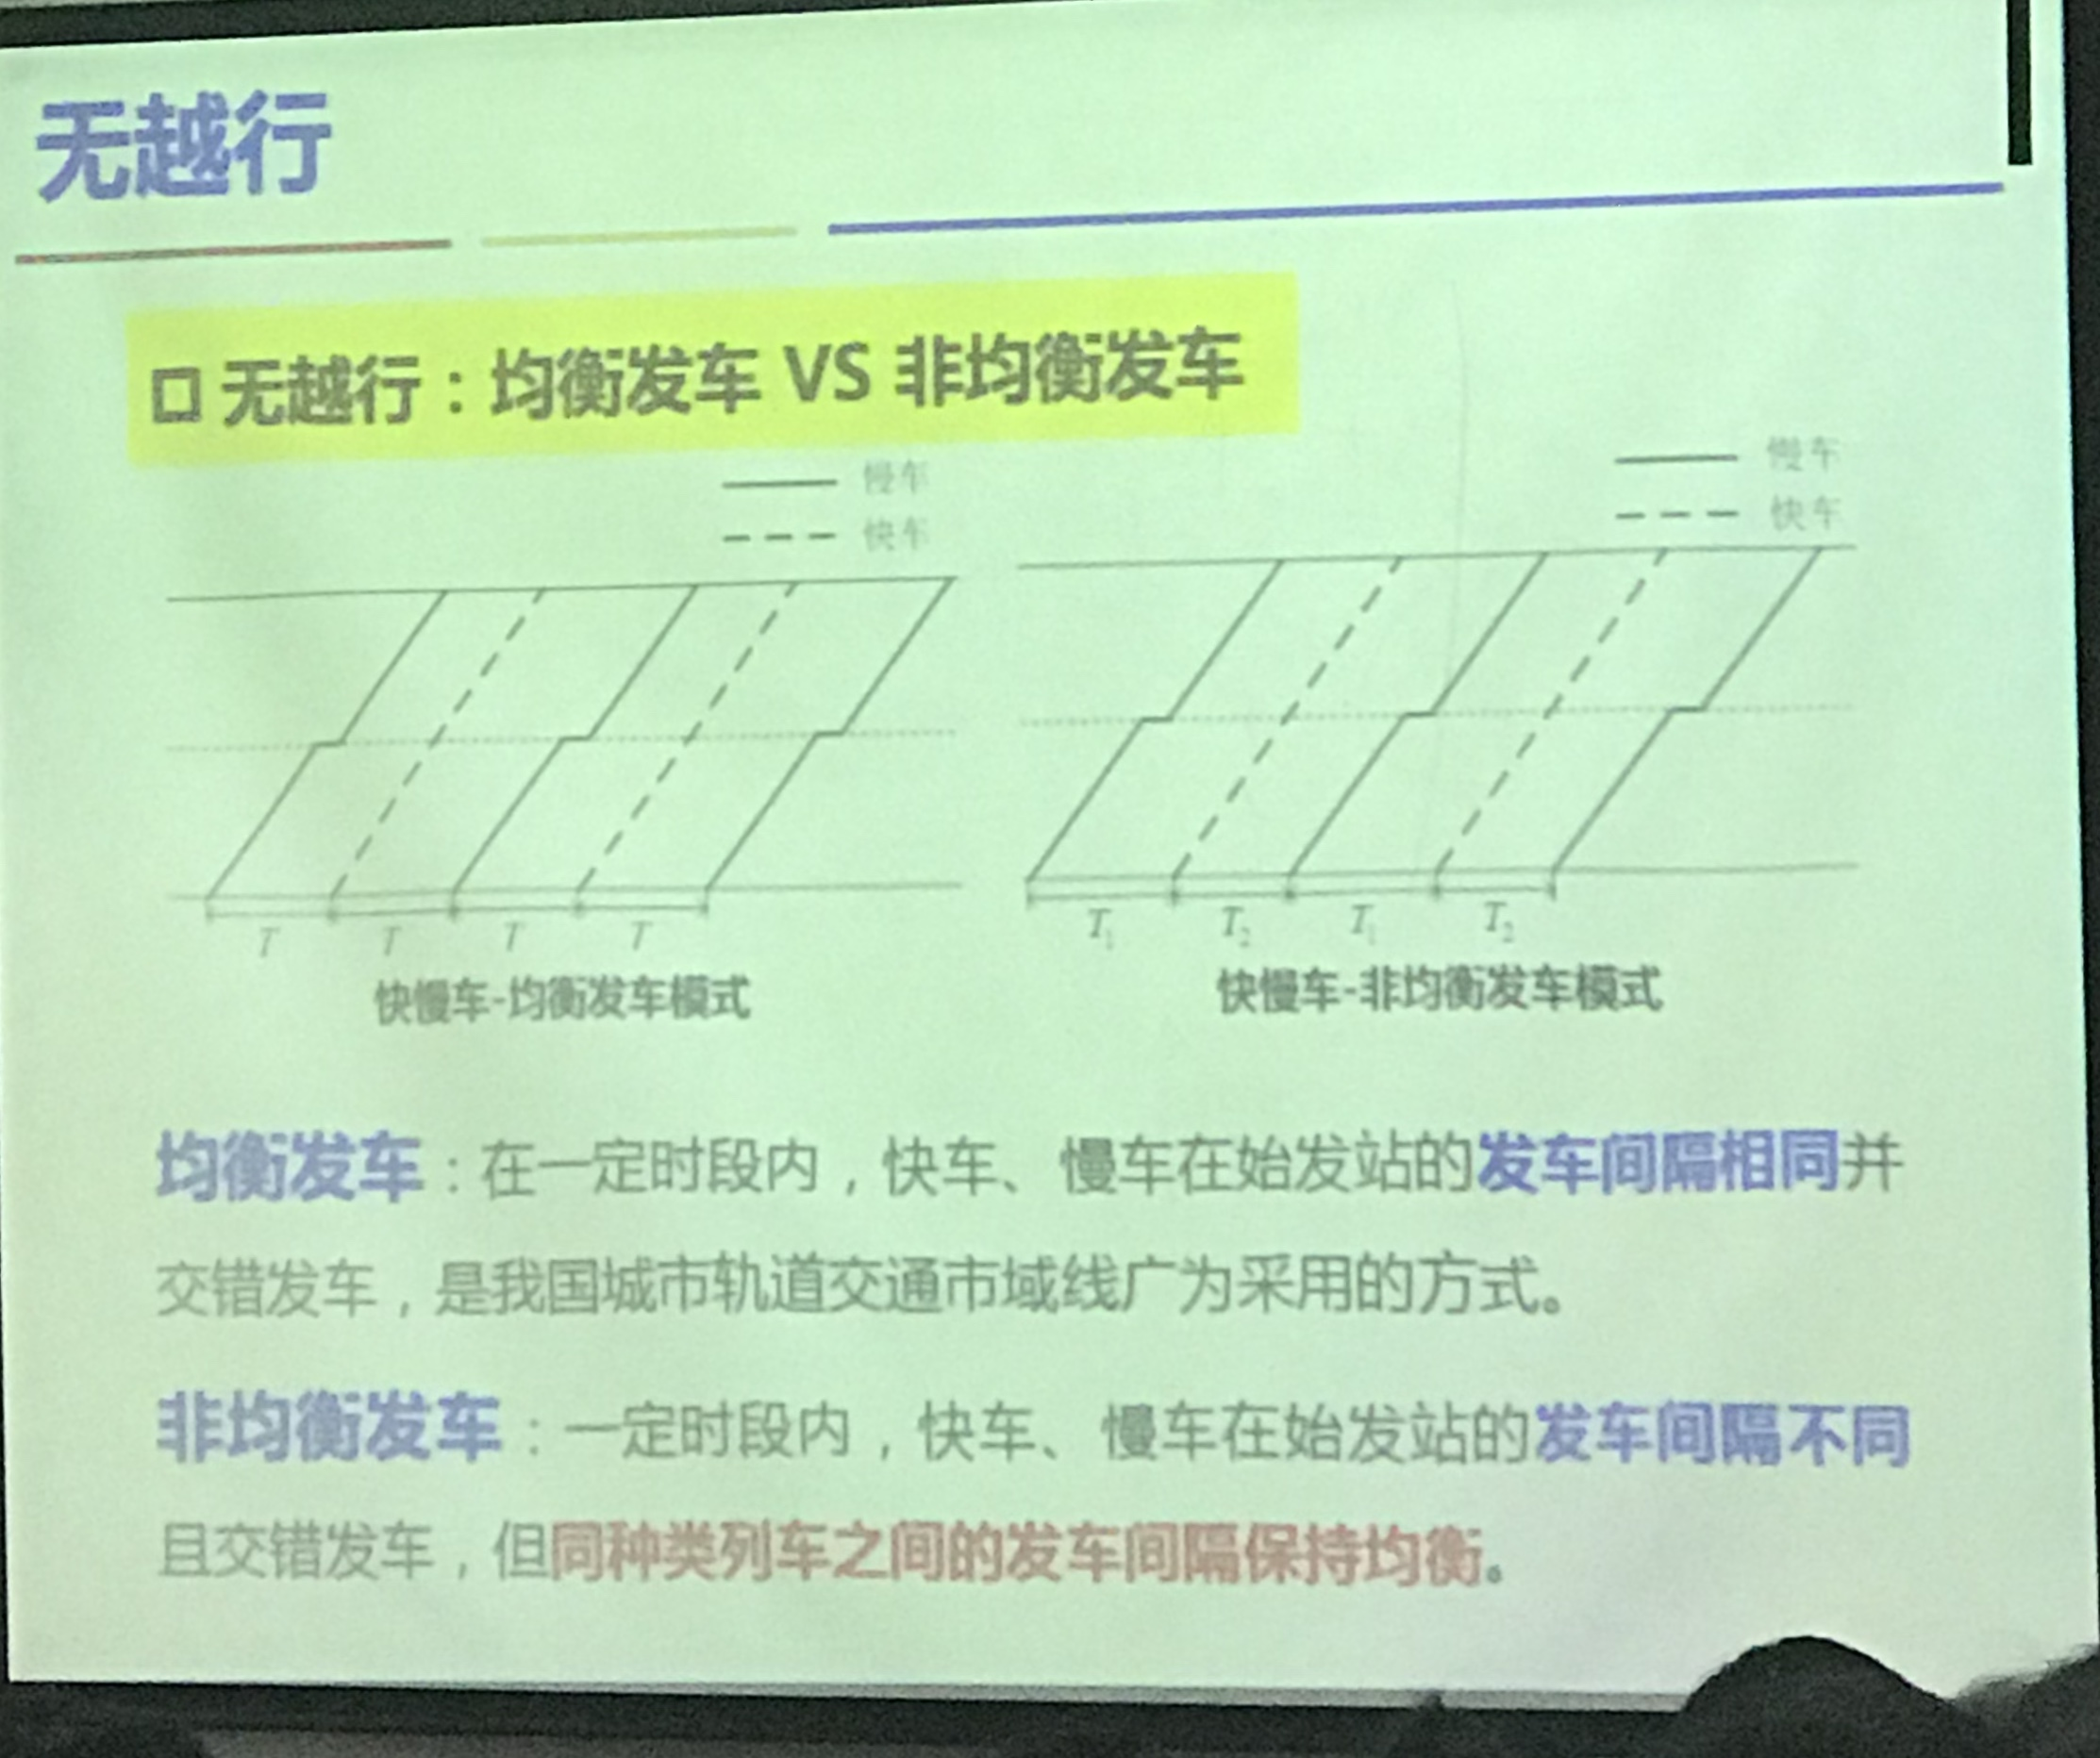 无越行
口 无越行：均衡发车 VS 非均衡发车
慢车
快车
慢车
快车
T T T T
T₁ T₂ T₁ T₂
快慢车-均衡发车模式
快慢车-非均衡发车模式
均衡发车：在一定时段内，快车、慢车在始发站的发车间隔相同并
交错发车，是我国城市轨道交通市域线广为采用的方式。
非均衡发车：一定时段内，快车、慢车在始发站的发车间隔不同
且交错发车，但同种类列车之间的发车间隔保持均衡。